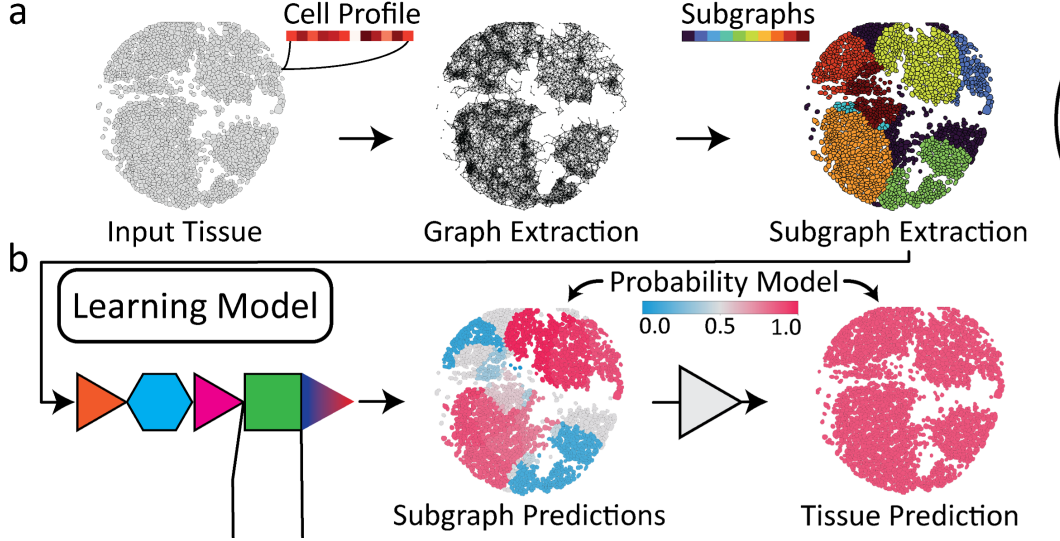 a
Cell Profile
Subgraphs
Input Tissue
Graph Extraction
Subgraph Extraction
b
Learning Model
Probability Model
0.0 0.5 1.0
Subgraph Predictions
Tissue Prediction